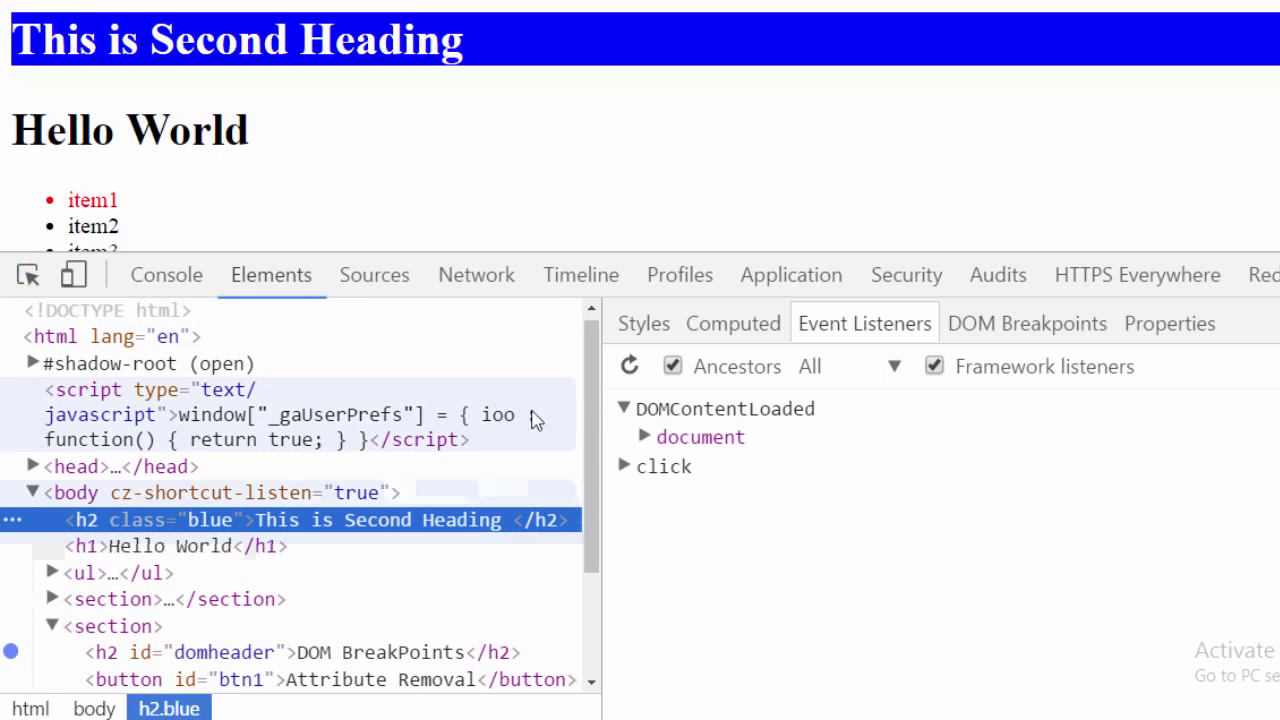 This is Second Heading
Hello World
item1
item2
Console Elements Sources Network Timeline Profiles Application Security Audits HTTPS Everywhere Red
<!DOCTYPE html>
<html lang="en">
#shadow-root (open)
<script type="text/
javascript">window["_gaUserPrefs"] = { ioo :
function() { return true; } }</script>
<head>…</head>
<body cz-shortcut-listen="true">
<h2 class="blue">This is Second Heading </h2>
<h1>Hello World</h1>
<ul>…</ul>
<section>…</section>
<section>
<h2 id="domheader">DOM BreakPoints</h2>
<button id="btn1">Attribute Removal</button>
html body h2.blue
Styles Computed Event Listeners DOM Breakpoints Properties
Ancestors All Framework listeners
DOMContentLoaded
document
click
Activate
Go to PC se